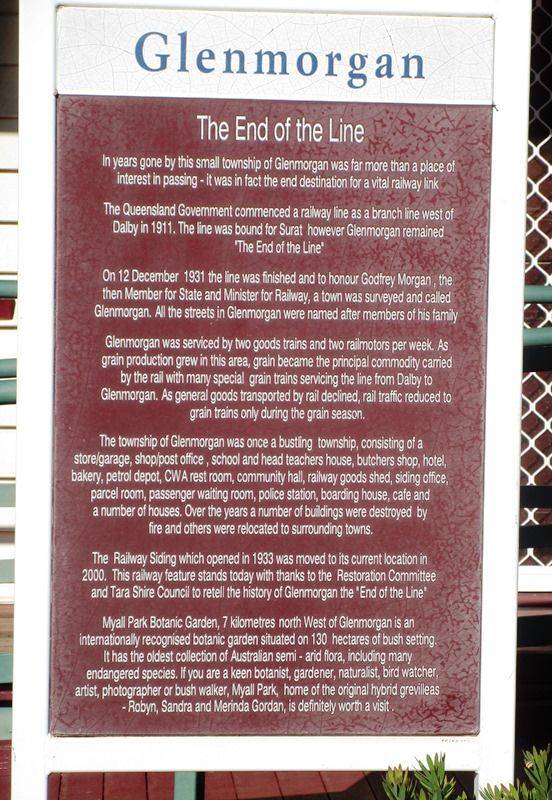 Glenmorgan
The End of the Line
In years gone by this small township of Glenmorgan was far more than a place of
interest in passing - it was in fact the end destination for a vital railway link
The Queensland Government commenced a railway line as a branch line west of
Dalby in 1911. The line was bound for Surat however Glenmorgan remained
"The End of the Line"
On 12 December 1931 the line was finished and to honour Godfrey Morgan , the
then Member for State and Minister for Railway, a town was surveyed and called
Glenmorgan. All the streets in Glenmorgan were named after members of his family
Glenmorgan was serviced by two goods trains and two railmotors per week. As
grain production grew in this area, grain became the principal commodity carried
by the rail with many special grain trains servicing the line from Dalby to
Glenmorgan. As general goods transported by rail declined, rail traffic reduced to
grain trains only during the grain season.
The township of Glenmorgan was once a bustling township, consisting of a
store/garage, shop/post office , school and head teachers house, butchers shop, hotel,
bakery, petrol depot, CWA rest room, community hall, railway goods shed, siding office,
parcel room, passenger waiting room, police station, boarding house, cafe and
a number of houses. Over the years a number of buildings were destroyed by
fire and others were relocated to surrounding towns.
The Railway Siding which opened in 1933 was moved to its current location in
2000. This railway feature stands today with thanks to the Restoration Committee
and Tara Shire Council to retell the history of Glenmorgan the "End of the Line"
Myall Park Botanic Garden, 7 kilometres north West of Glenmorgan is an
internationally recognised botanic garden situated on 130 hectares of bush setting.
It has the oldest collection of Australian semi - arid flora, including many
endangered species. If you are a keen botanist, gardener, naturalist, bird watcher,
artist, photographer or bush walker, Myall Park, home of the original hybrid grevilleas
- Robyn, Sandra and Merinda Gordan, is definitely worth a visit .